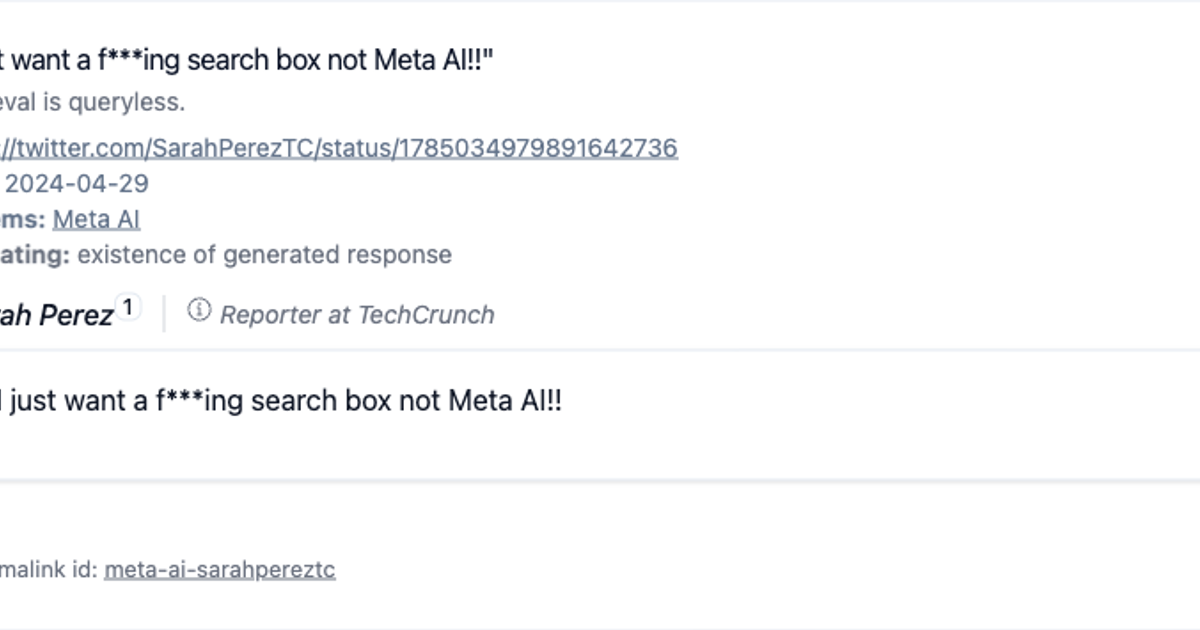 t want a f***ing search box not Meta AI!!"
eval is queryless.
://twitter.com/SarahPerezTC/status/1785034979891642736
2024-04-29
ems: Meta AI
ating: existence of generated response
ah Perez 1 Reporter at TechCrunch
I just want a f***ing search box not Meta AI!!
malink id: meta-ai-sarahpereztc